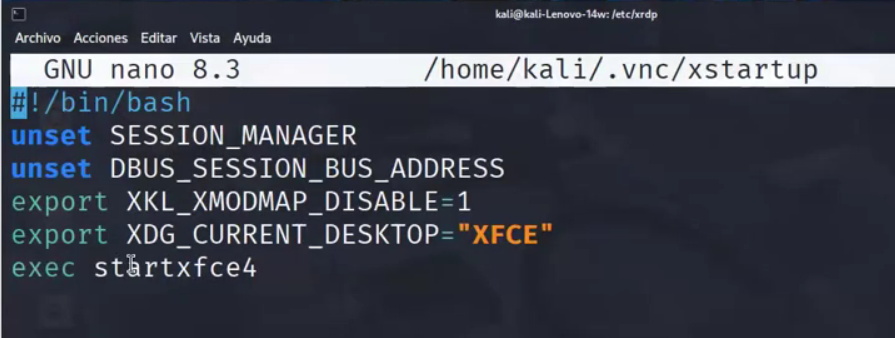 kali@kali-Lenovo-14w: /etc/xrdp
Archivo Acciones Editar Vista Ayuda
GNU nano 8.3 /home/kali/.vnc/xstartup
#!/bin/bash
unset SESSION_MANAGER
unset DBUS_SESSION_BUS_ADDRESS
export XKL_XMODMAP_DISABLE=1
export XDG_CURRENT_DESKTOP="XFCE"
exec startxfce4